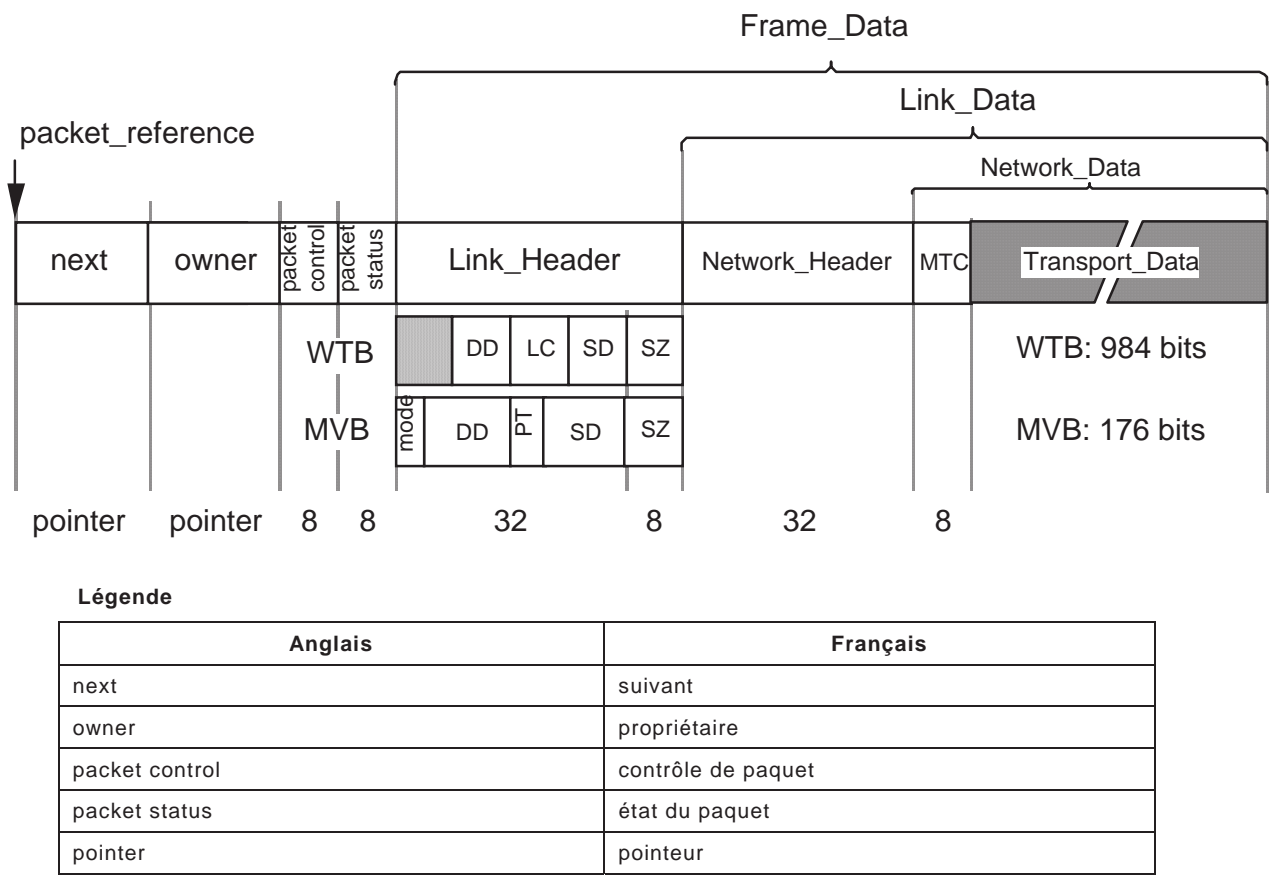 Frame_Data
Link_Data
packet_reference
Network_Data
next owner packet control packet status Link_Header Network_Header MTC Transport_Data
WTB DD LC SD SZ WTB: 984 bits
MVB mode DD PT SD SZ MVB: 176 bits
pointer pointer 8 8 32 8 32 8
Légende
Anglais Français
next suivant
owner propriétaire
packet control contrôle de paquet
packet status état du paquet
pointer pointeur